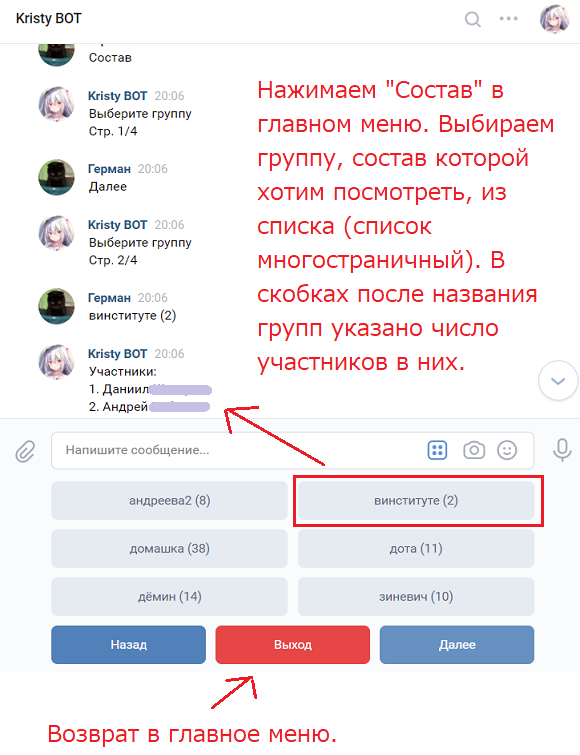 Kristy BOT
Состав
Kristy BOT 20:06
Выберите группу
Стр. 1/4
Герман 20:06
Далее
Kristy BOT 20:06
Выберите группу
Стр. 2/4
Герман 20:06
винституте (2)
Kristy BOT 20:06
Участники:
1. Даниил
2. Андрей
Нажимаем "Состав" в
главном меню. Выбираем
группу, состав которой
хотим посмотреть, из
списка (список
многостраничный). В
скобках после названия
групп указано число
участников в них.
Напишите сообщение...
андреева2 (8)
винституте (2)
домашка (38)
дота (11)
дёмин (14)
зиневич (10)
Назад
Выход
Далее
Возврат в главное меню.